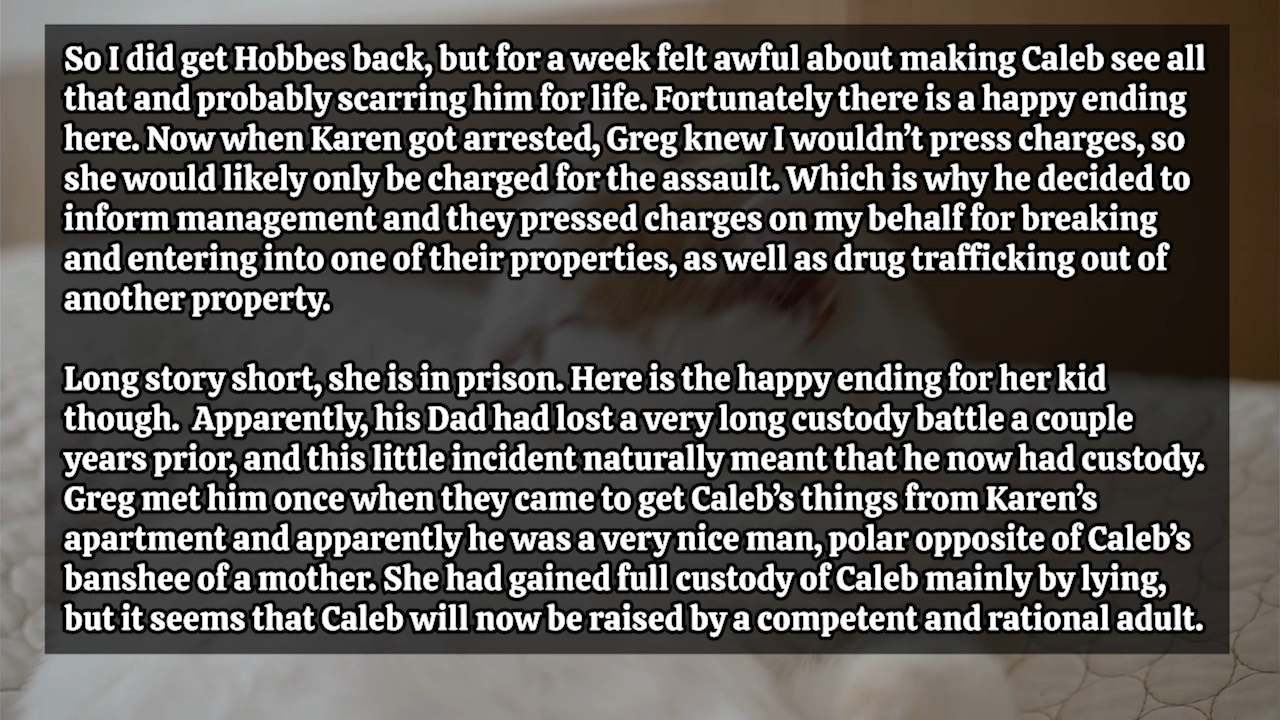 So I did get Hobbes back, but for a week felt awful about making Caleb see all
that and probably scarring him for life. Fortunately there is a happy ending
here. Now when Karen got arrested, Greg knew I wouldn’t press charges, so
she would likely only be charged for the assault. Which is why he decided to
inform management and they pressed charges on my behalf for breaking
and entering into one of their properties, as well as drug trafficking out of
another property.
Long story short, she is in prison. Here is the happy ending for her kid
though.  Apparently, his Dad had lost a very long custody battle a couple
years prior, and this little incident naturally meant that he now had custody.
Greg met him once when they came to get Caleb’s things from Karen’s
apartment and apparently he was a very nice man, polar opposite of Caleb’s
banshee of a mother. She had gained full custody of Caleb mainly by lying,
but it seems that Caleb will now be raised by a competent and rational adult.